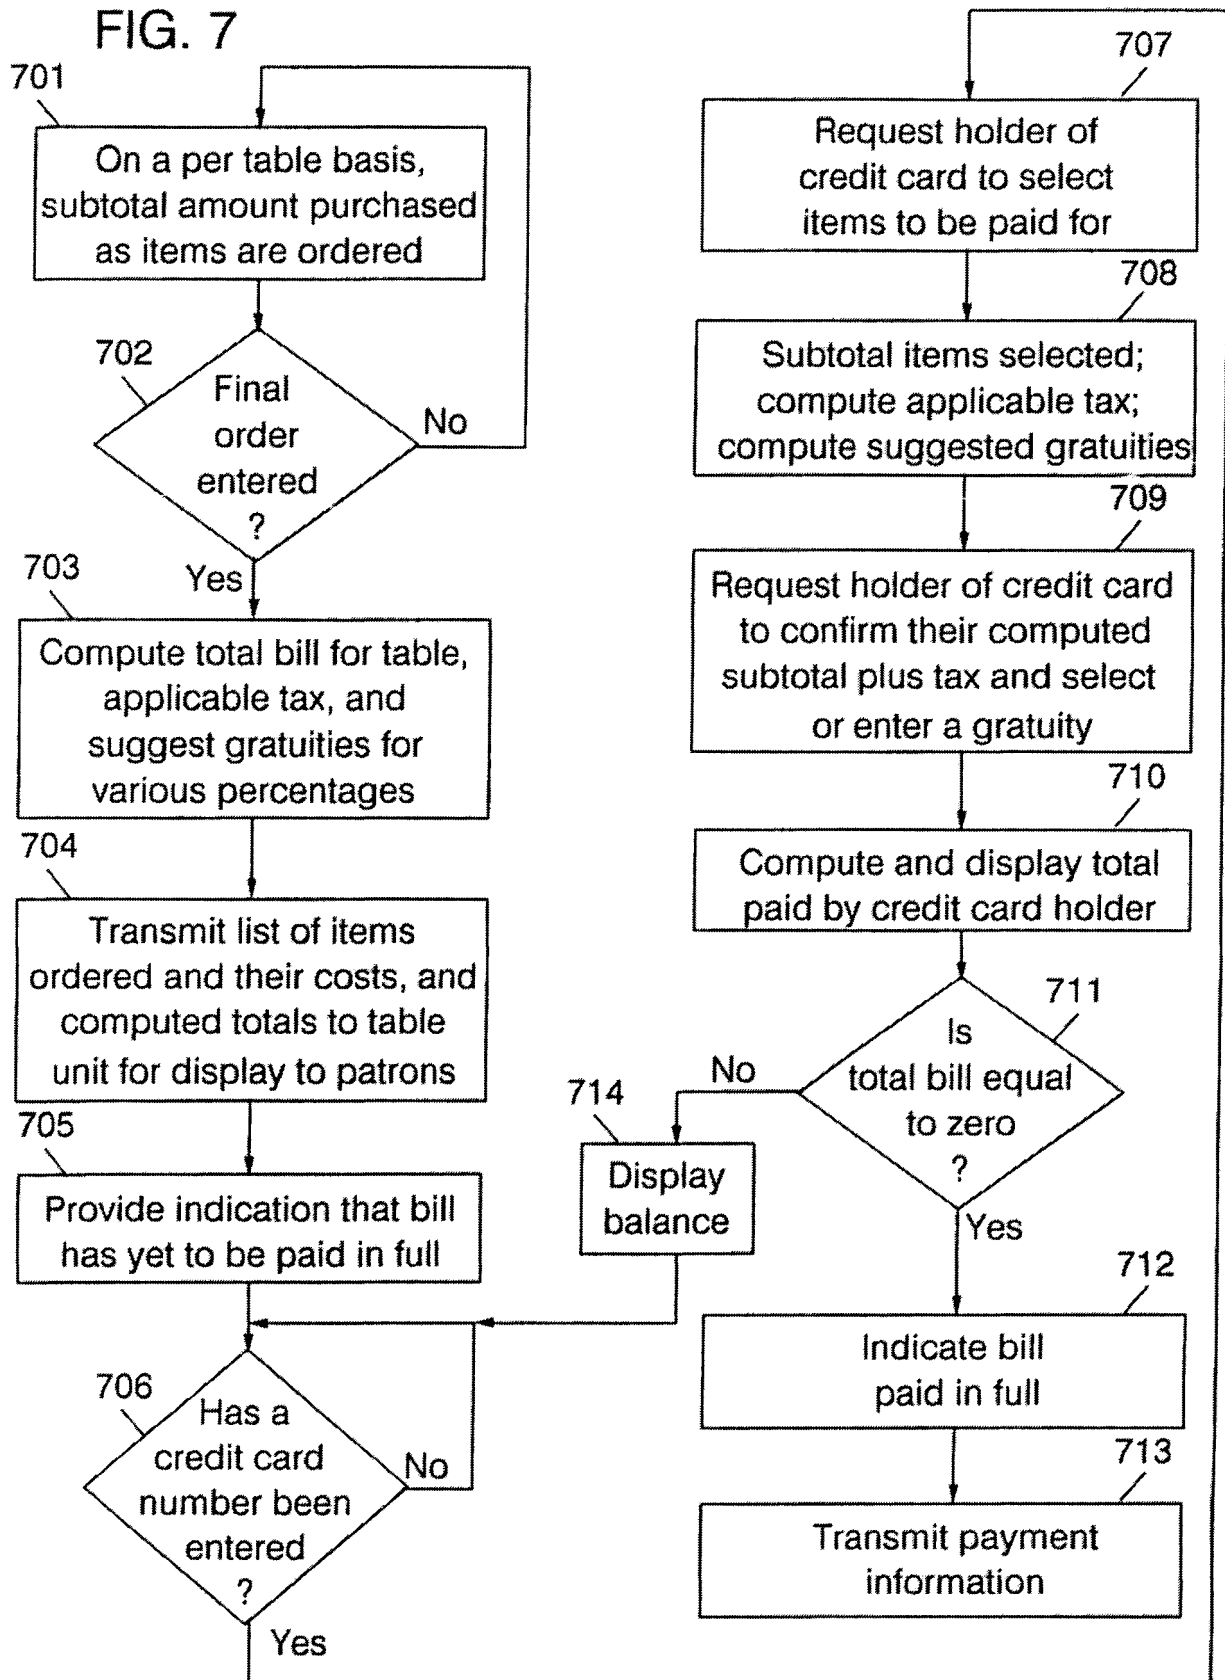 FIG. 7
701
On a per table basis,
subtotal amount purchased
as items are ordered
702
Final
order
entered
?
No
Yes
703
Compute total bill for table,
applicable tax, and
suggest gratuities for
various percentages
704
Transmit list of items
ordered and their costs, and
computed totals to table
unit for display to patrons
705
Provide indication that bill
has yet to be paid in full
706
Has a
credit card
number been
entered
?
No
Yes
707
Request holder of
credit card to select
items to be paid for
708
Subtotal items selected;
compute applicable tax;
compute suggested gratuities
709
Request holder of credit card
to confirm their computed
subtotal plus tax and select
or enter a gratuity
710
Compute and display total
paid by credit card holder
711
Is
total bill equal
to zero
?
No
Yes
714
Display
balance
712
Indicate bill
paid in full
713
Transmit payment
information